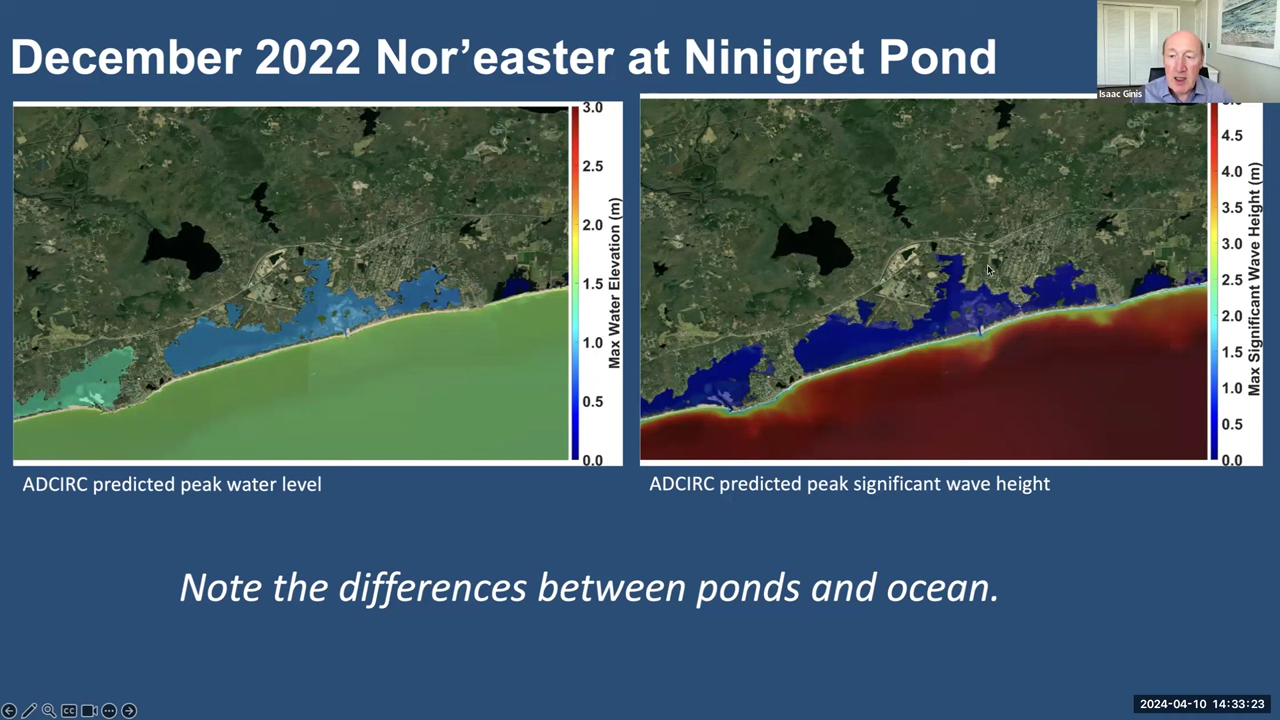 December 2022 Nor’easter at Ninigret Pond
Isaac Ginis
3.0
2.5
2.0
1.5
1.0
0.5
0.0
Max Water Elevation (m)
4.5
4.0
3.5
3.0
2.5
2.0
1.5
1.0
0.5
0.0
Max Significant Wave Height (m)
ADCIRC predicted peak water level
ADCIRC predicted peak significant wave height
Note the differences between ponds and ocean.
CC
2024-04-10 14:33:23